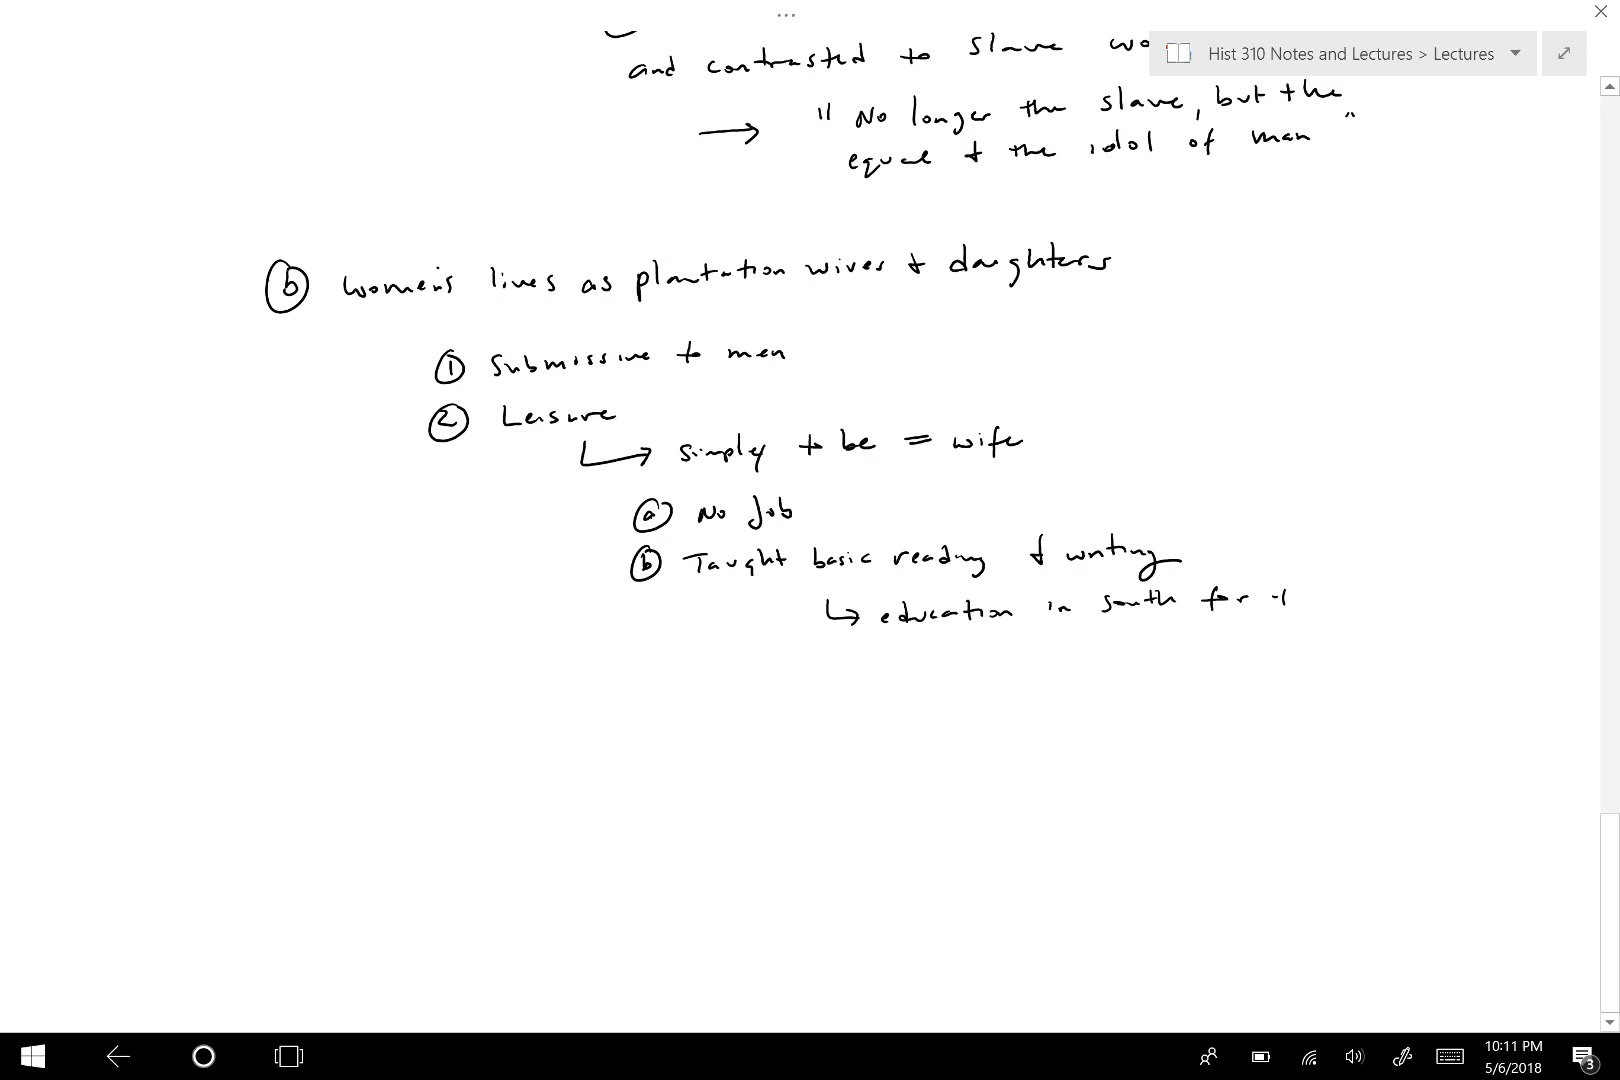 and contrasted to slave wo
Hist 310 Notes and Lectures > Lectures
→ "No longer the slave, but the
equal + the idol of man"
(b) women's lives as plantation wives + daughters
(1) Submissive to men
(2) Leisure
↳ simply to be = wife
(a) No Job
(b) Taught basic reading + writing
↳ education in south for
10:11 PM
5/6/2018
3